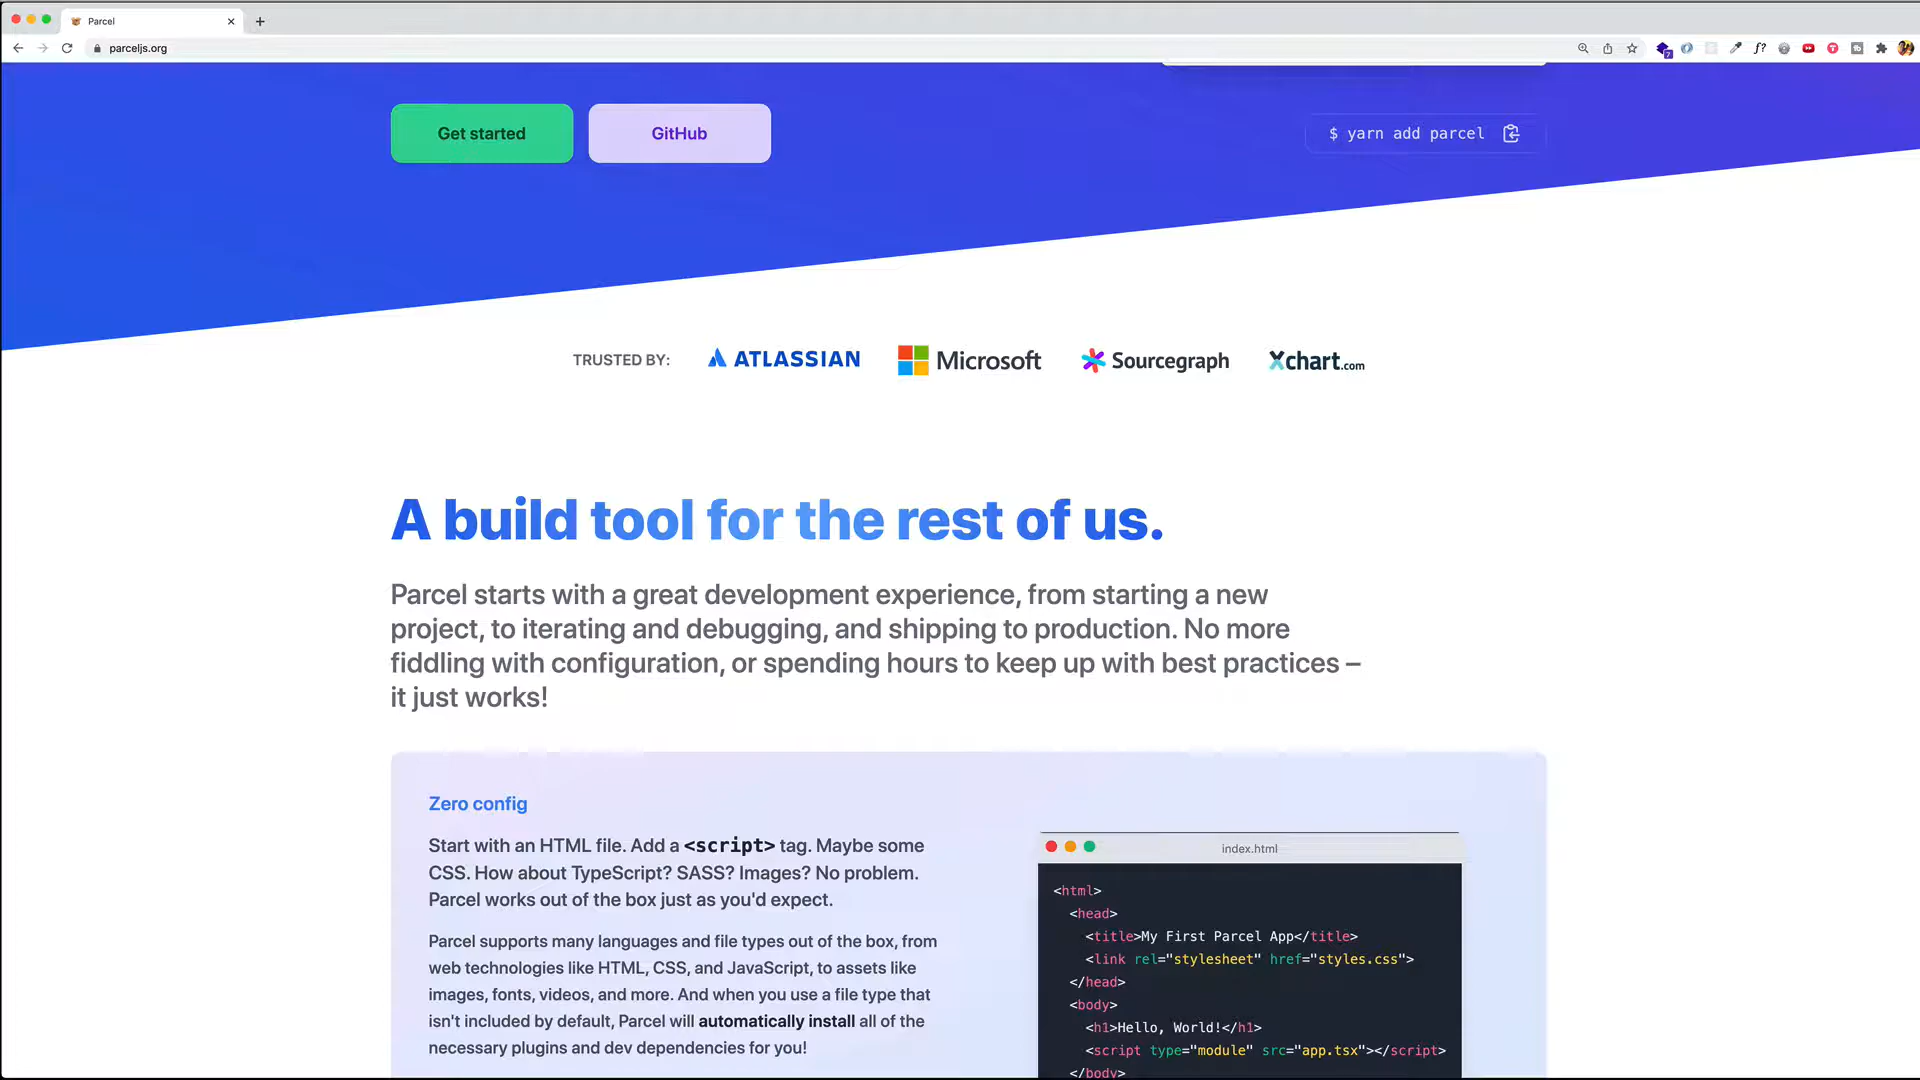 Parcel
parceljs.org
7
f?
Get started
GitHub
$ yarn add parcel
TRUSTED BY:
ATLASSIAN
Microsoft
Sourcegraph
Xchart.com
A build tool for the rest of us.
Parcel starts with a great development experience, from starting a new
project, to iterating and debugging, and shipping to production. No more
fiddling with configuration, or spending hours to keep up with best practices –
it just works!
Zero config
Start with an HTML file. Add a <script> tag. Maybe some
CSS. How about TypeScript? SASS? Images? No problem.
Parcel works out of the box just as you'd expect.
Parcel supports many languages and file types out of the box, from
web technologies like HTML, CSS, and JavaScript, to assets like
images, fonts, videos, and more. And when you use a file type that
isn't included by default, Parcel will automatically install all of the
necessary plugins and dev dependencies for you!
index.html
<html>
<head>
<title>My First Parcel App</title>
<link rel="stylesheet" href="styles.css">
</head>
<body>
<h1>Hello, World!</h1>
<script type="module" src="app.tsx"></script>
</body>